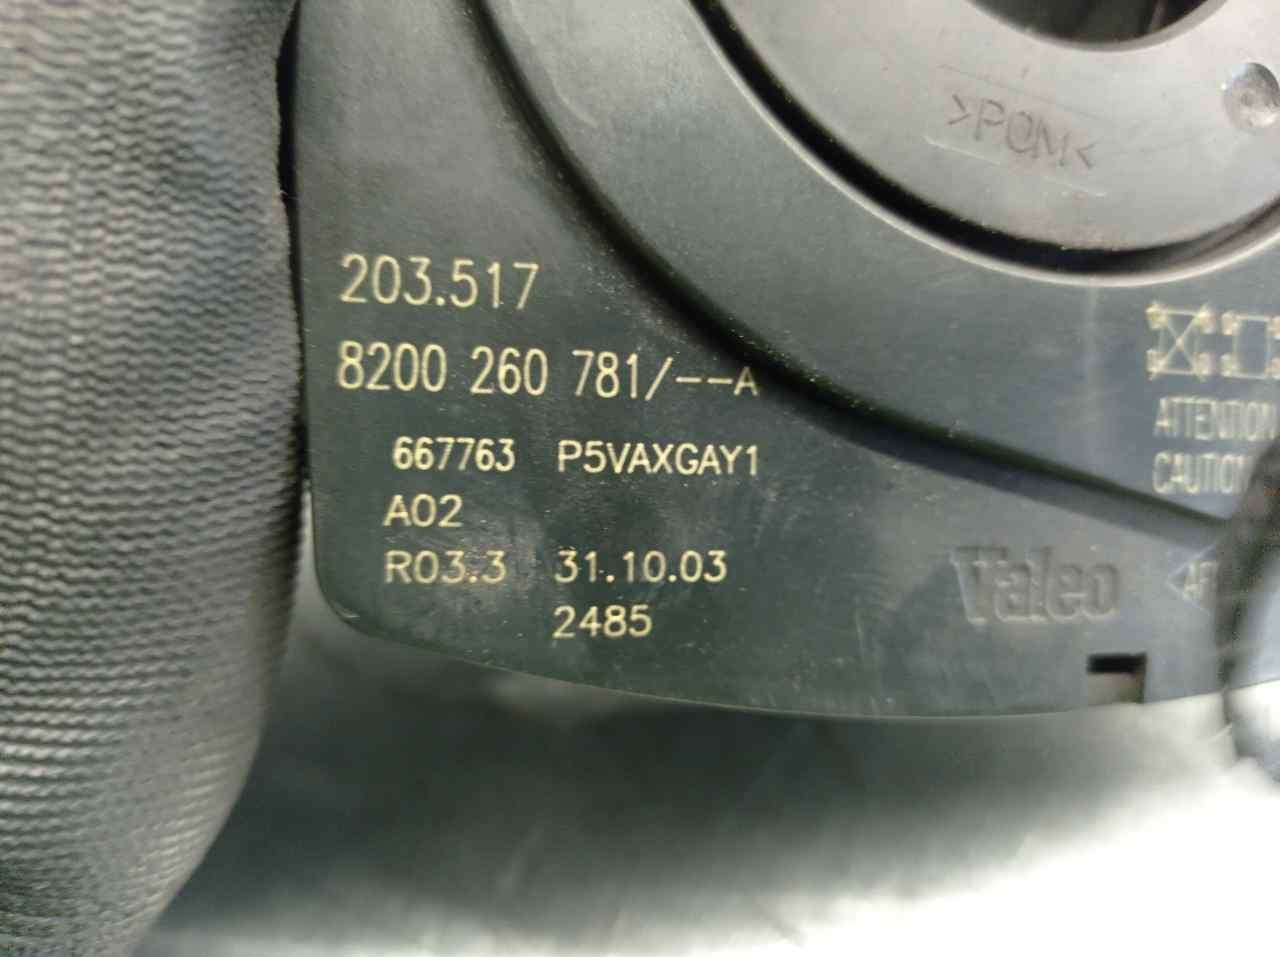 >POM<
203.517
8200 260 781/--A
ATTENTION
CAUTION
667763 P5VAXGAY1
A02
R03.3 31.10.03
2485
Valeo